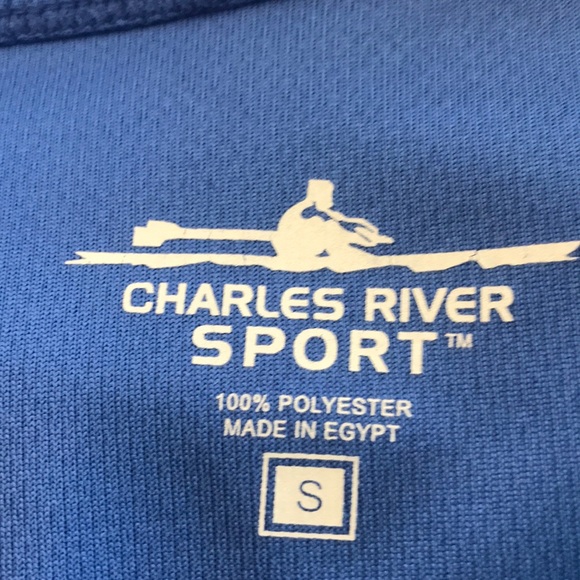 CHARLES RIVER
SPORT™
100% POLYESTER
MADE IN EGYPT
S